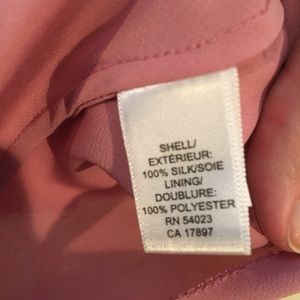 SHELL/
EXTÉRIEUR:
100% SILK/SOIE
LINING/
DOUBLURE:
100% POLYESTER
RN 54023
CA 17897